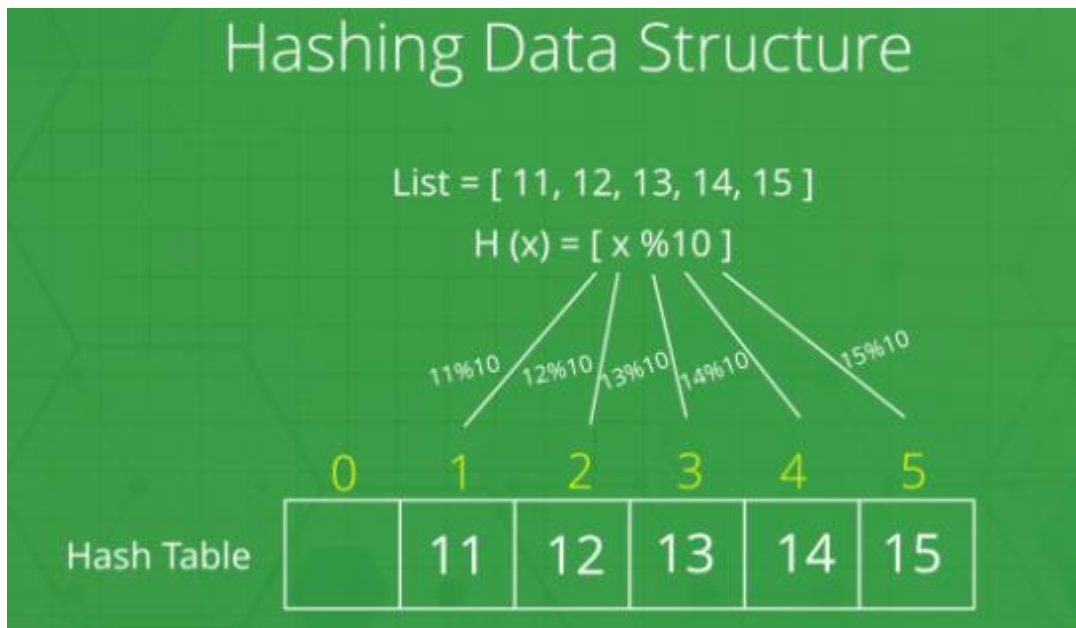 Hashing Data Structure
List = [ 11, 12, 13, 14, 15 ]
H (x) = [ x %10 ]
11%10 12%10 13%10 14%10 15%10
0 1 2 3 4 5
Hash Table 11 12 13 14 15